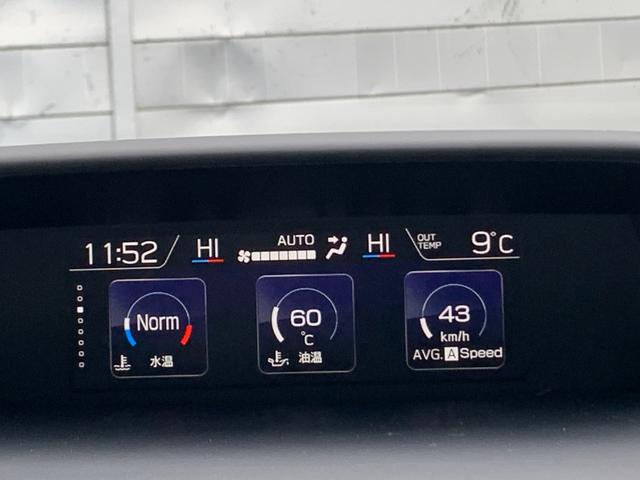 11:52 HI AUTO HI OUT TEMP 9°C
Norm
水温
60
°C
油温
43
km/h
AVG. A Speed